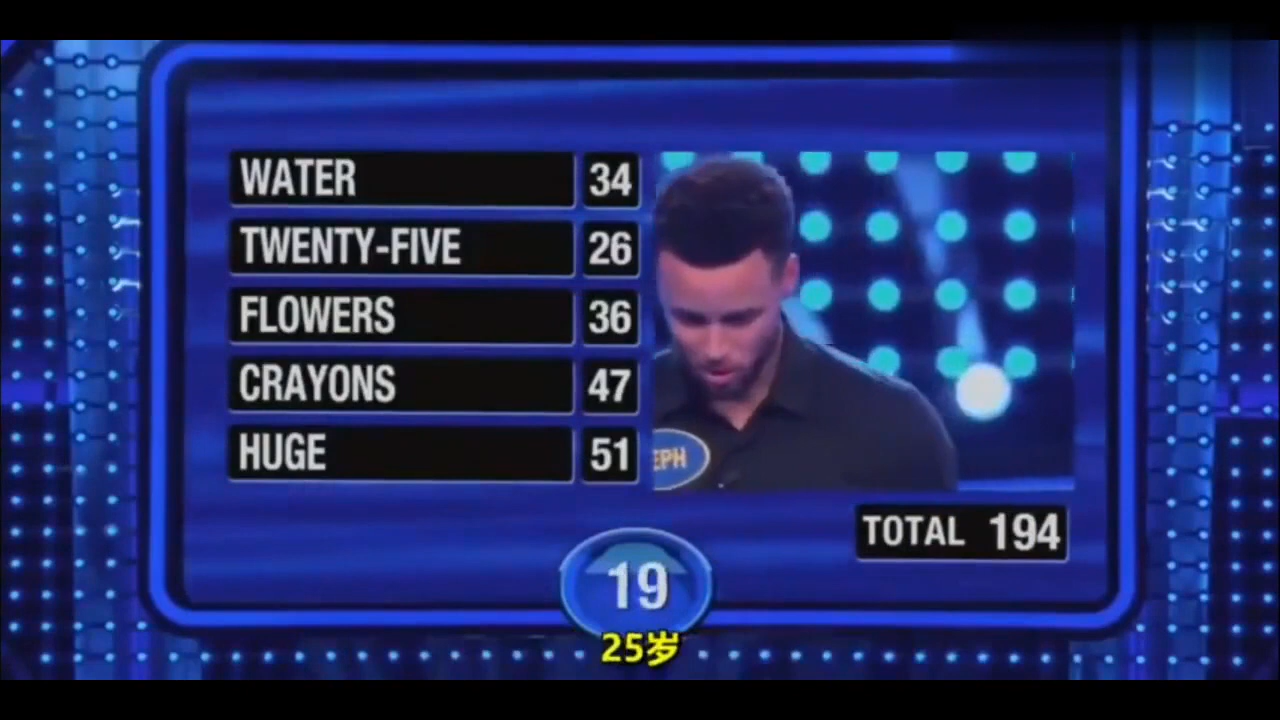 WATER 34
TWENTY-FIVE 26
FLOWERS 36
CRAYONS 47
HUGE 51
EPH
TOTAL 194
19
25岁